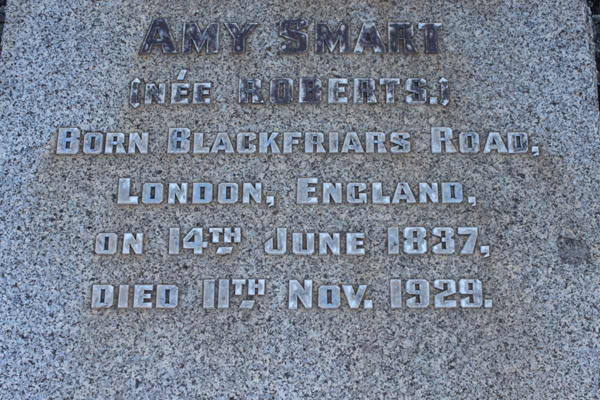 AMY SMART
(NÉE ROBERTS.)
BORN BLACKFRIARS ROAD,
LONDON, ENGLAND,
ON 14TH JUNE 1837,
DIED 11TH NOV. 1929.